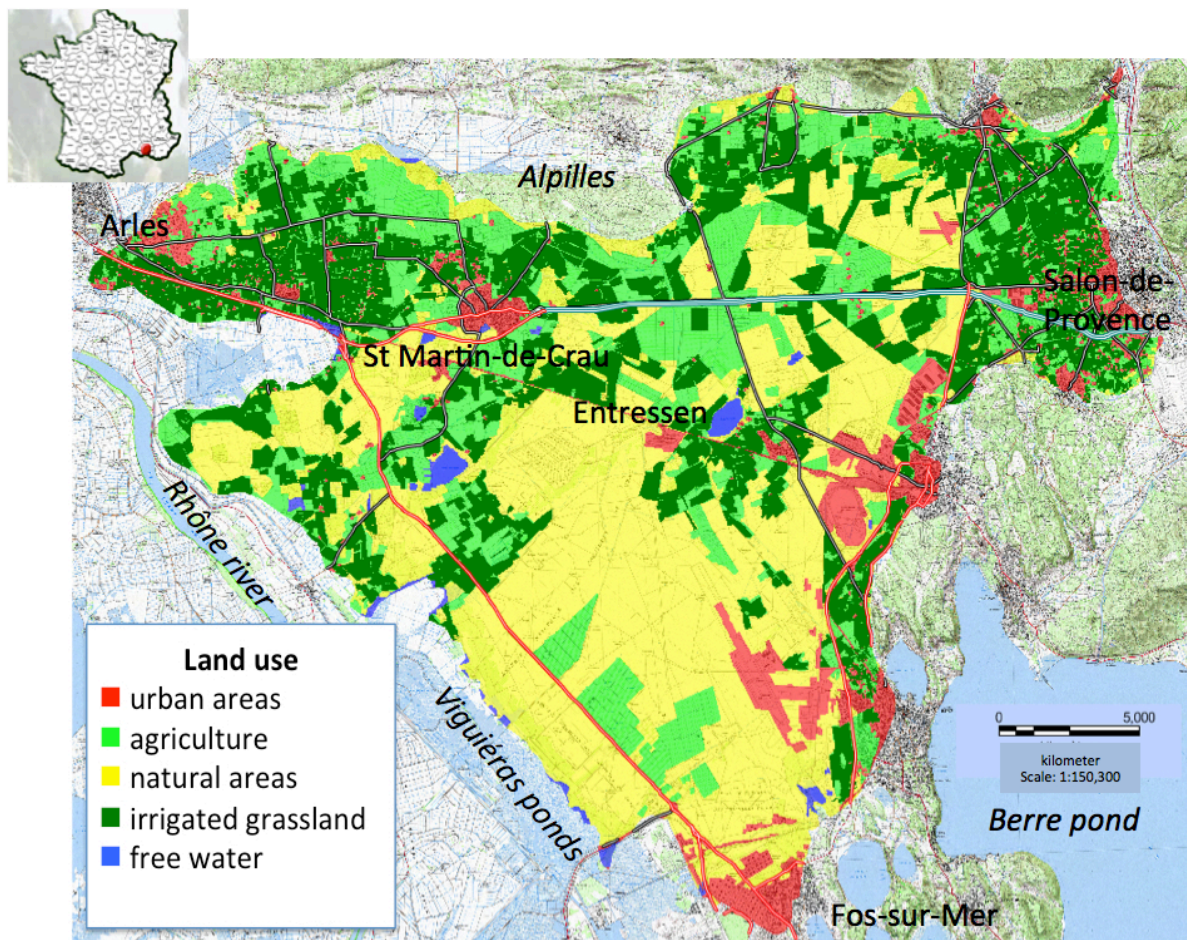 Alpilles
Arles
Salon-de-
Provence
St Martin-de-Crau
Entressen
Rhône river
Land use
urban areas
agriculture
natural areas
irrigated grassland
free water
Viguiéras ponds
0 5,000
kilometer
Scale: 1:150,300
Berre pond
Fos-sur-Mer